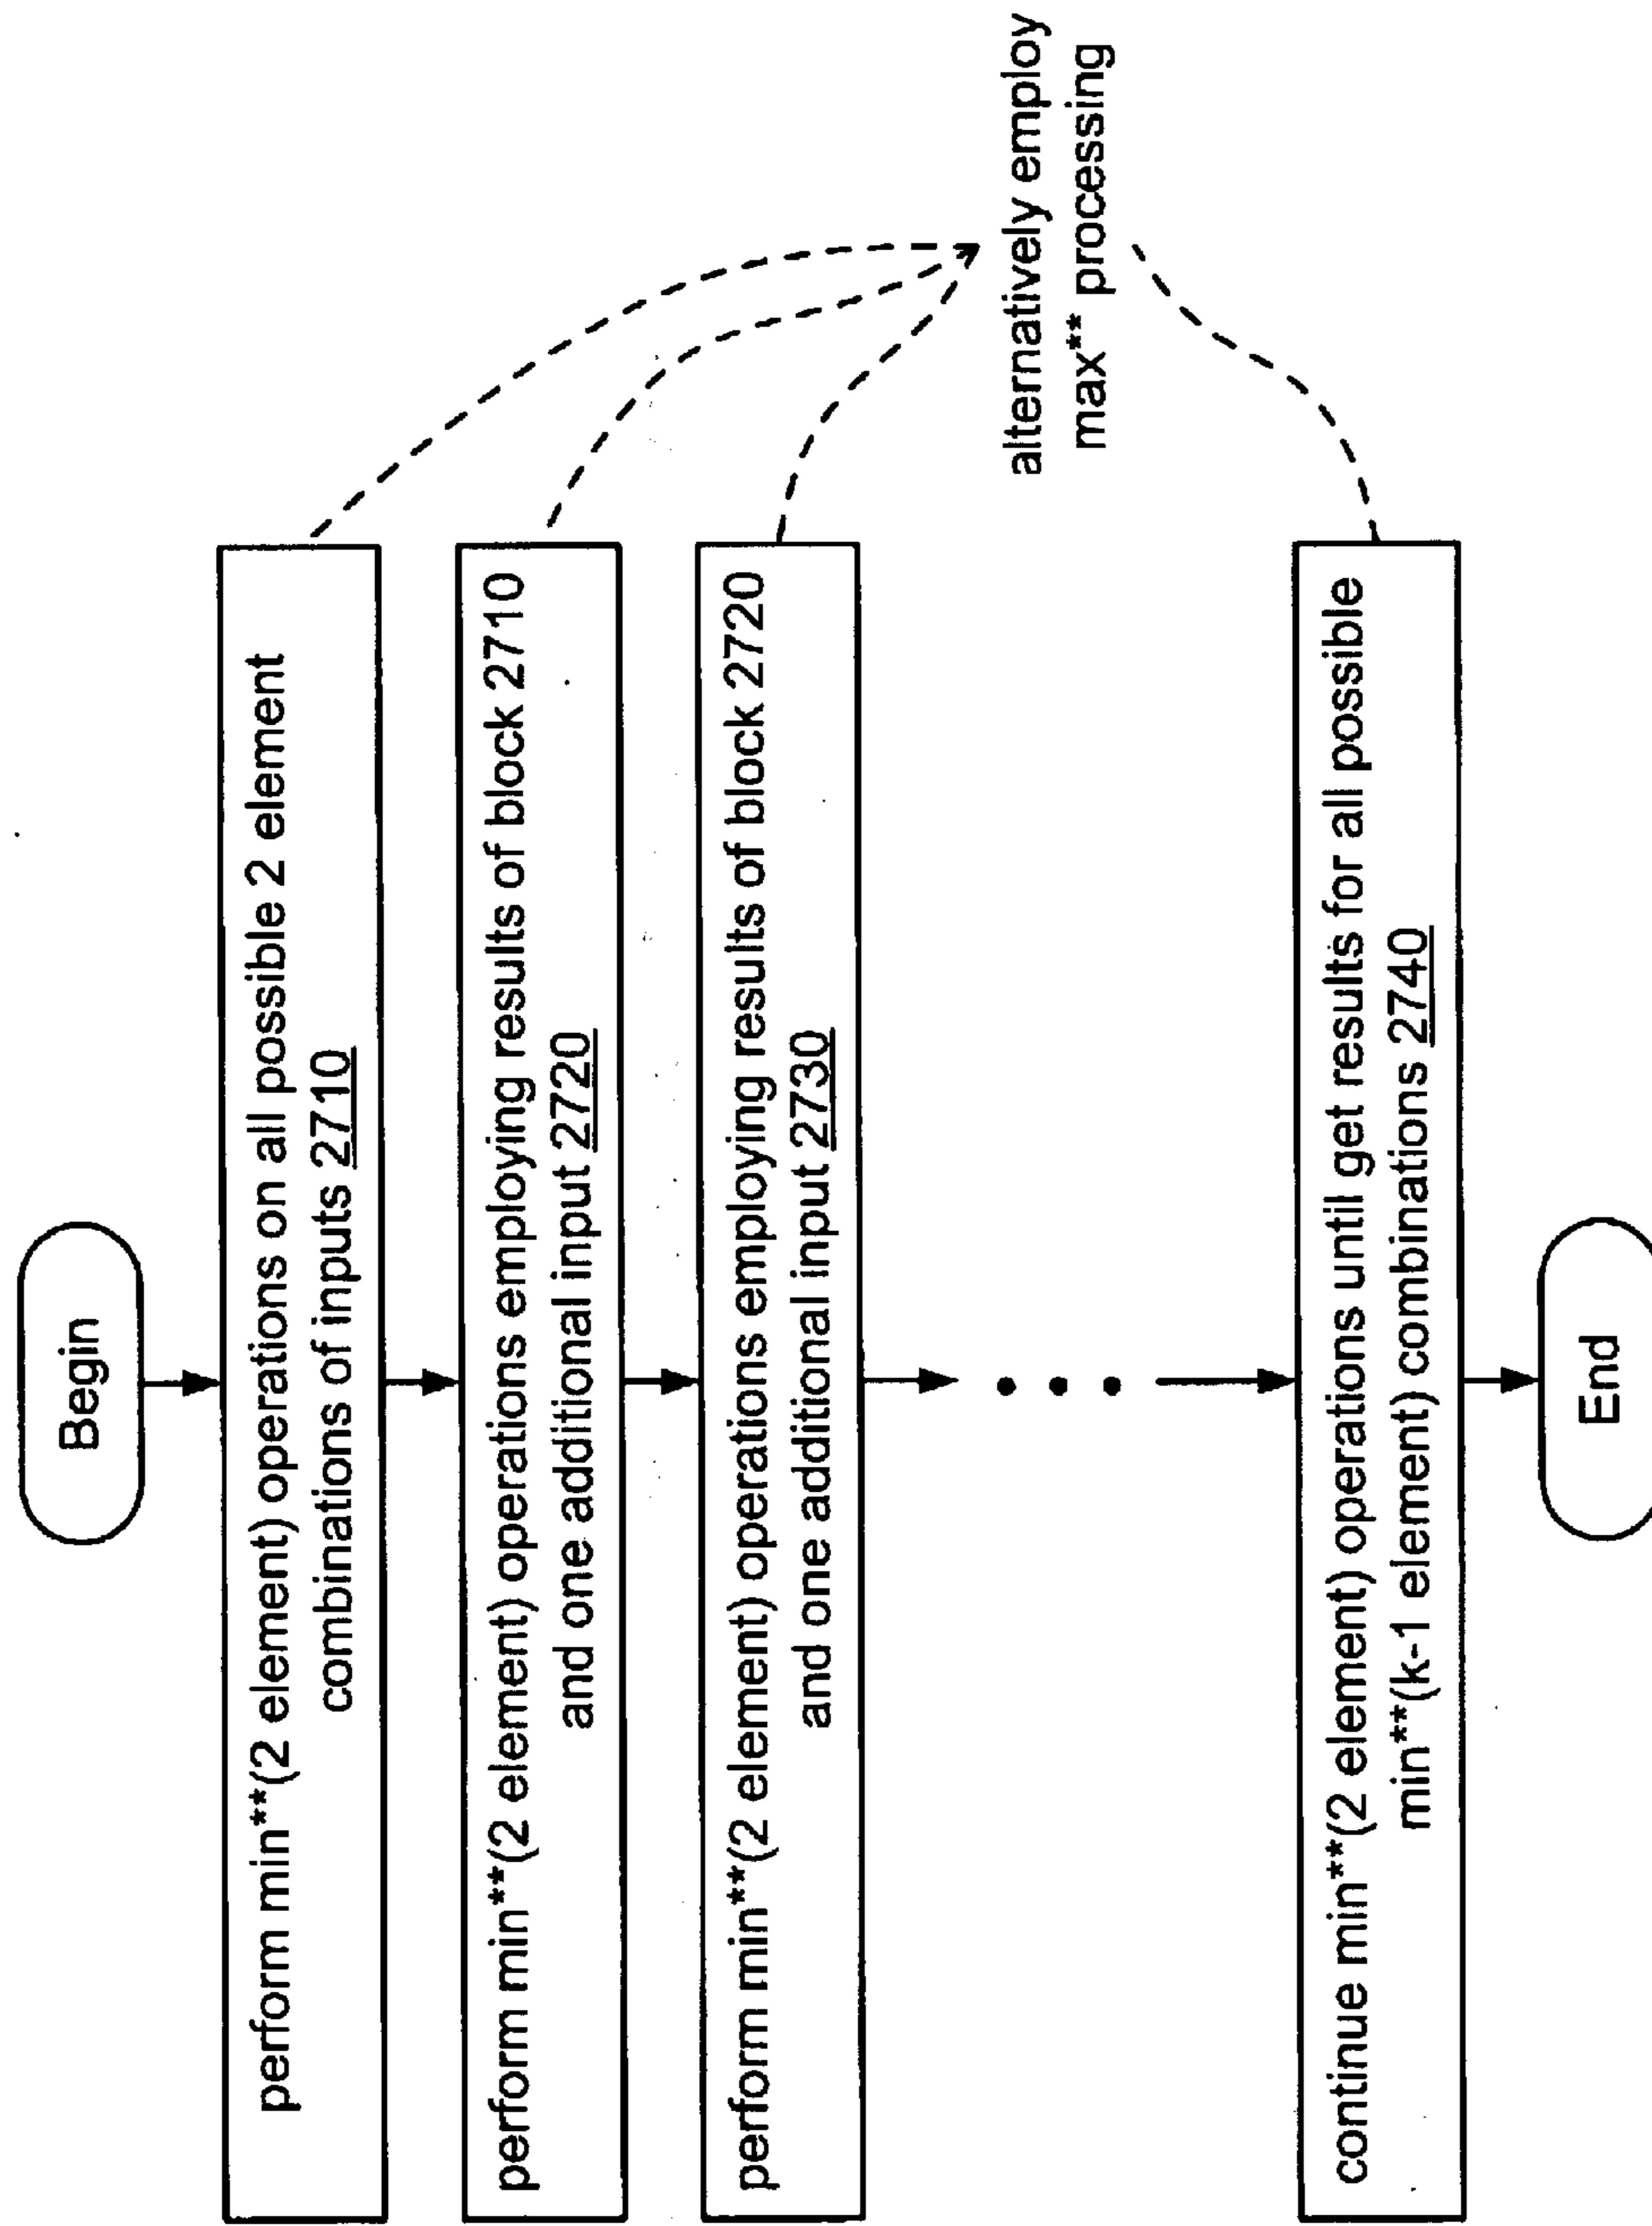 Begin
perform min**(2 element) operations on all possible 2 element
combinations of inputs 2710
perform min**(2 element) operations employing results of block 2710
and one additional input 2720
perform min**(2 element) operations employing results of block 2720
and one additional input 2730
alternatively employ
max** processing
continue min**(2 element) operations until get results for all possible
min**(k-1 element) combinations 2740
End